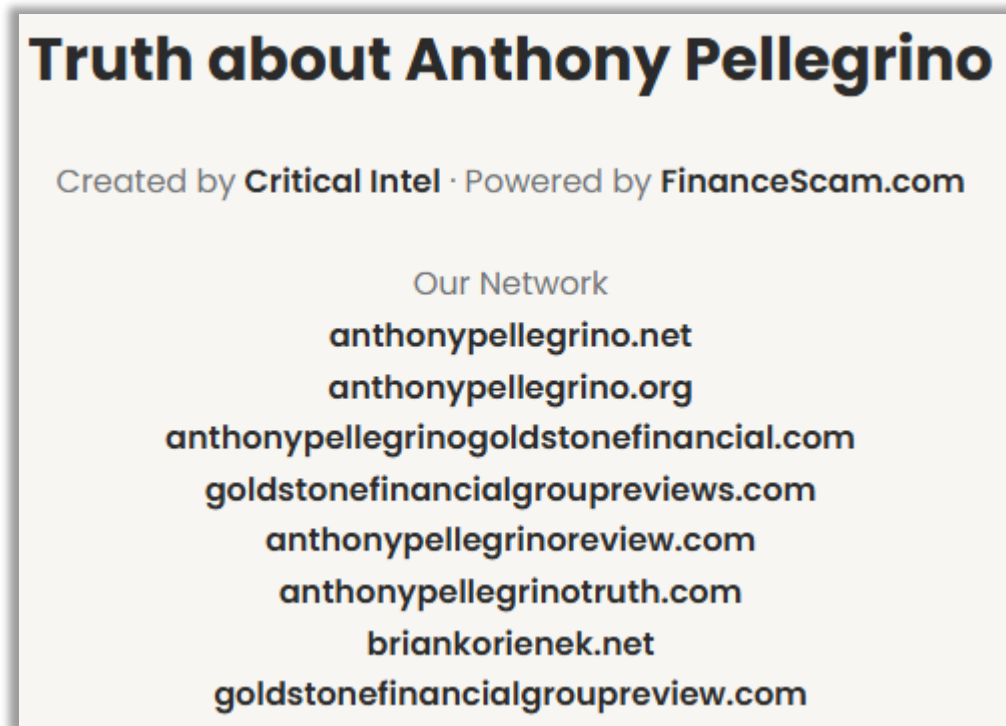 Truth about Anthony Pellegrino
Created by Critical Intel · Powered by FinanceScam.com
Our Network
anthonypellegrino.net
anthonypellegrino.org
anthonypellegrinogoldstonefinancial.com
goldstonefinancialgroupreviews.com
anthonypellegrinoreview.com
anthonypellegrinotruth.com
briankorienek.net
goldstonefinancialgroupreview.com